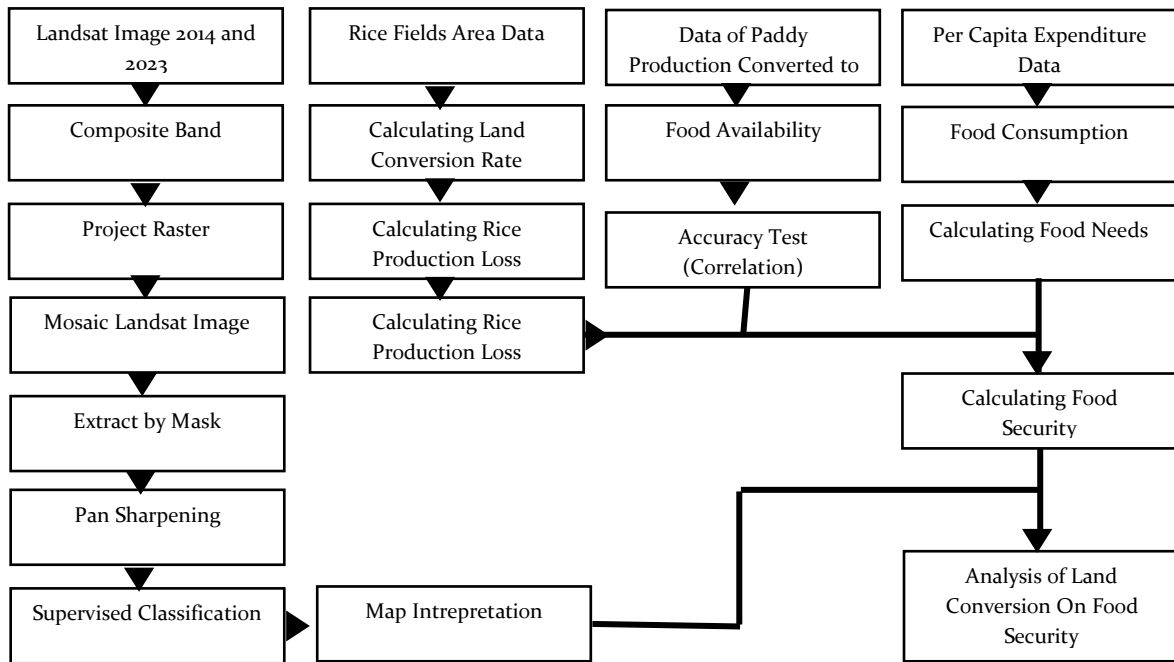 Landsat Image 2014 and
2023
Composite Band
Project Raster
Mosaic Landsat Image
Extract by Mask
Pan Sharpening
Supervised Classification
Rice Fields Area Data
Calculating Land
Conversion Rate
Calculating Rice
Production Loss
Calculating Rice
Production Loss
Map Intrepretation
Data of Paddy
Production Converted to
Food Availability
Accuracy Test
(Correlation)
Per Capita Expenditure
Data
Food Consumption
Calculating Food Needs
Calculating Food
Security
Analysis of Land
Conversion On Food
Security